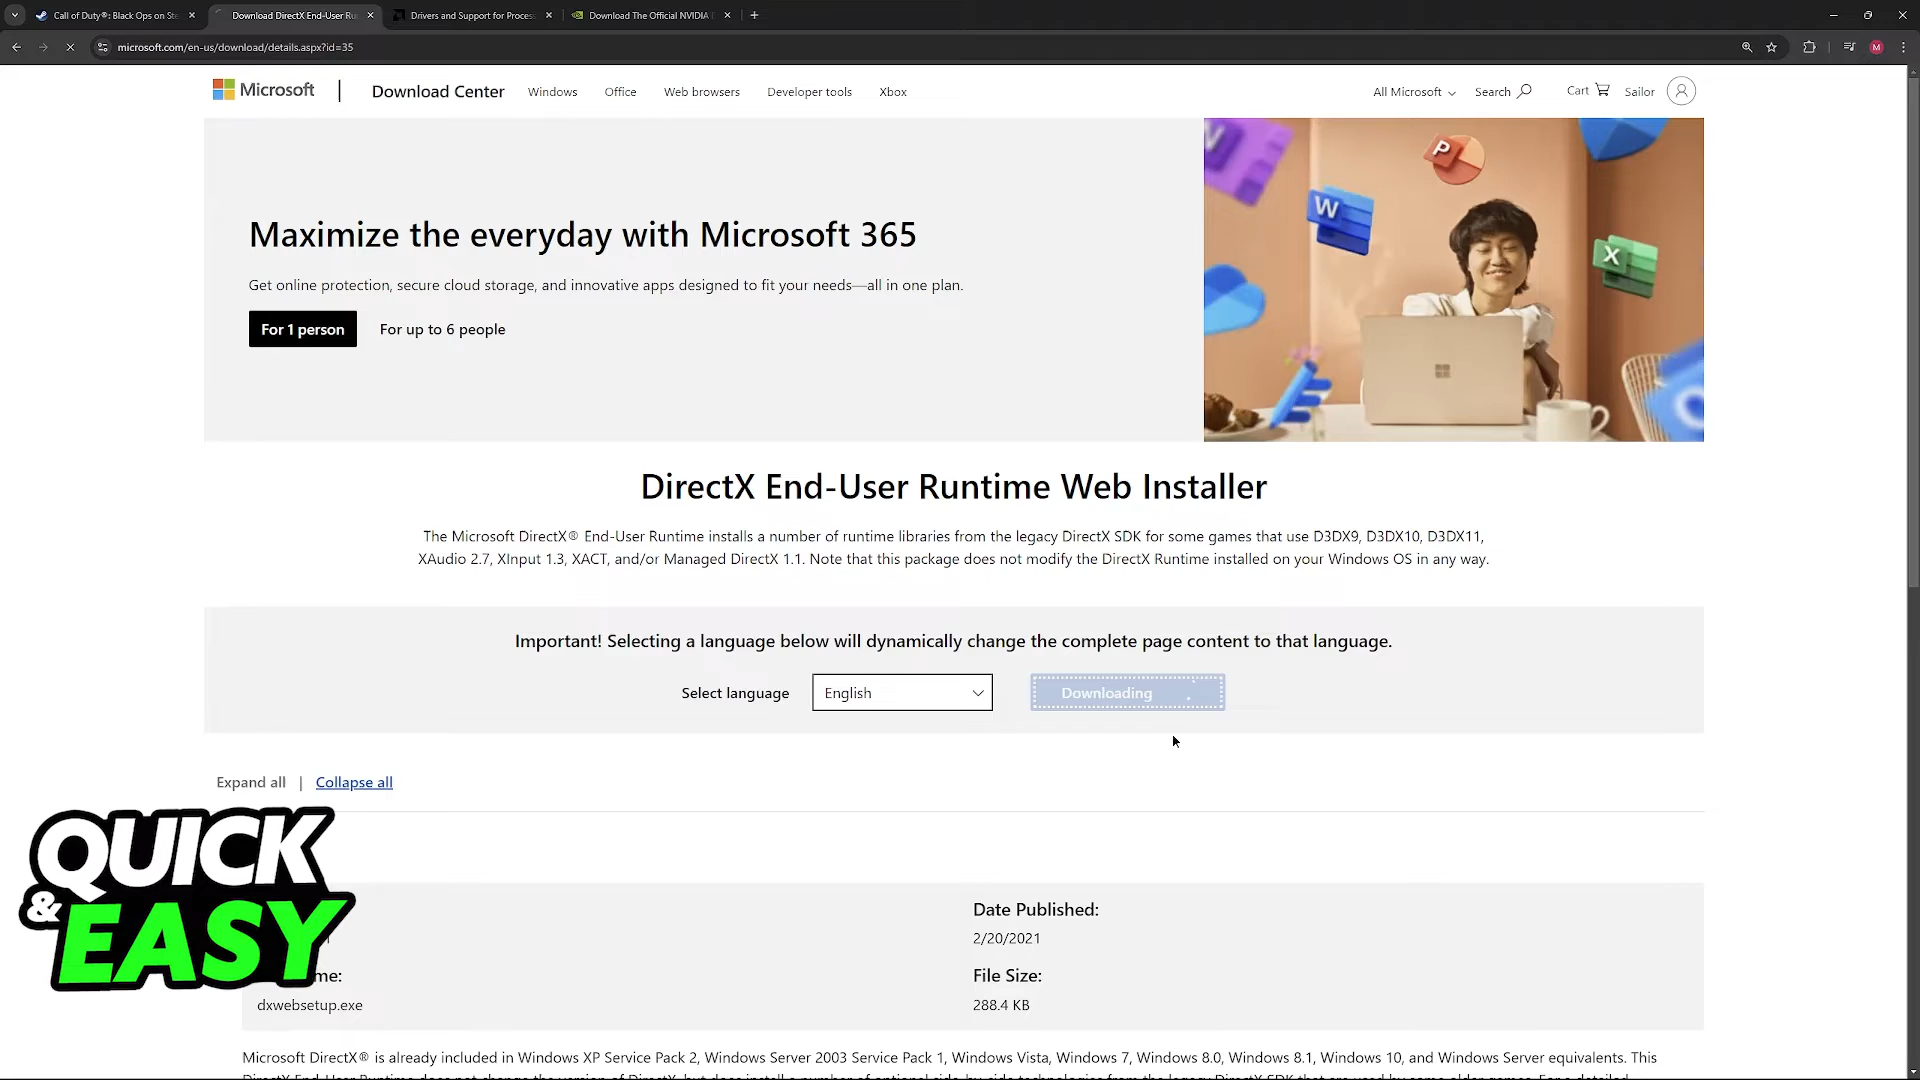 Call of Duty®: Black Ops on Ste
Download DirectX End-User Ru
Drivers and Support for Process
Download The Official NVIDIA
microsoft.com/en-us/download/details.aspx?id=35
M
Microsoft
Download Center
Windows
Office
Web browsers
Developer tools
Xbox
All Microsoft
Search
Cart
Sailor
Maximize the everyday with Microsoft 365
Get online protection, secure cloud storage, and innovative apps designed to fit your needs—all in one plan.
For 1 person
For up to 6 people
N
P
W
X
DirectX End-User Runtime Web Installer
The Microsoft DirectX® End-User Runtime installs a number of runtime libraries from the legacy DirectX SDK for some games that use D3DX9, D3DX10, D3DX11,
XAudio 2.7, XInput 1.3, XACT, and/or Managed DirectX 1.1. Note that this package does not modify the DirectX Runtime installed on your Windows OS in any way.
Important! Selecting a language below will dynamically change the complete page content to that language.
Select language
English
Downloading
Expand all | Collapse all
QUICK
& EASY
Date Published:
2/20/2021
me:
dxwebsetup.exe
File Size:
288.4 KB
Microsoft DirectX® is already included in Windows XP Service Pack 2, Windows Server 2003 Service Pack 1, Windows Vista, Windows 7, Windows 8.0, Windows 8.1, Windows 10, and Windows Server equivalents. This